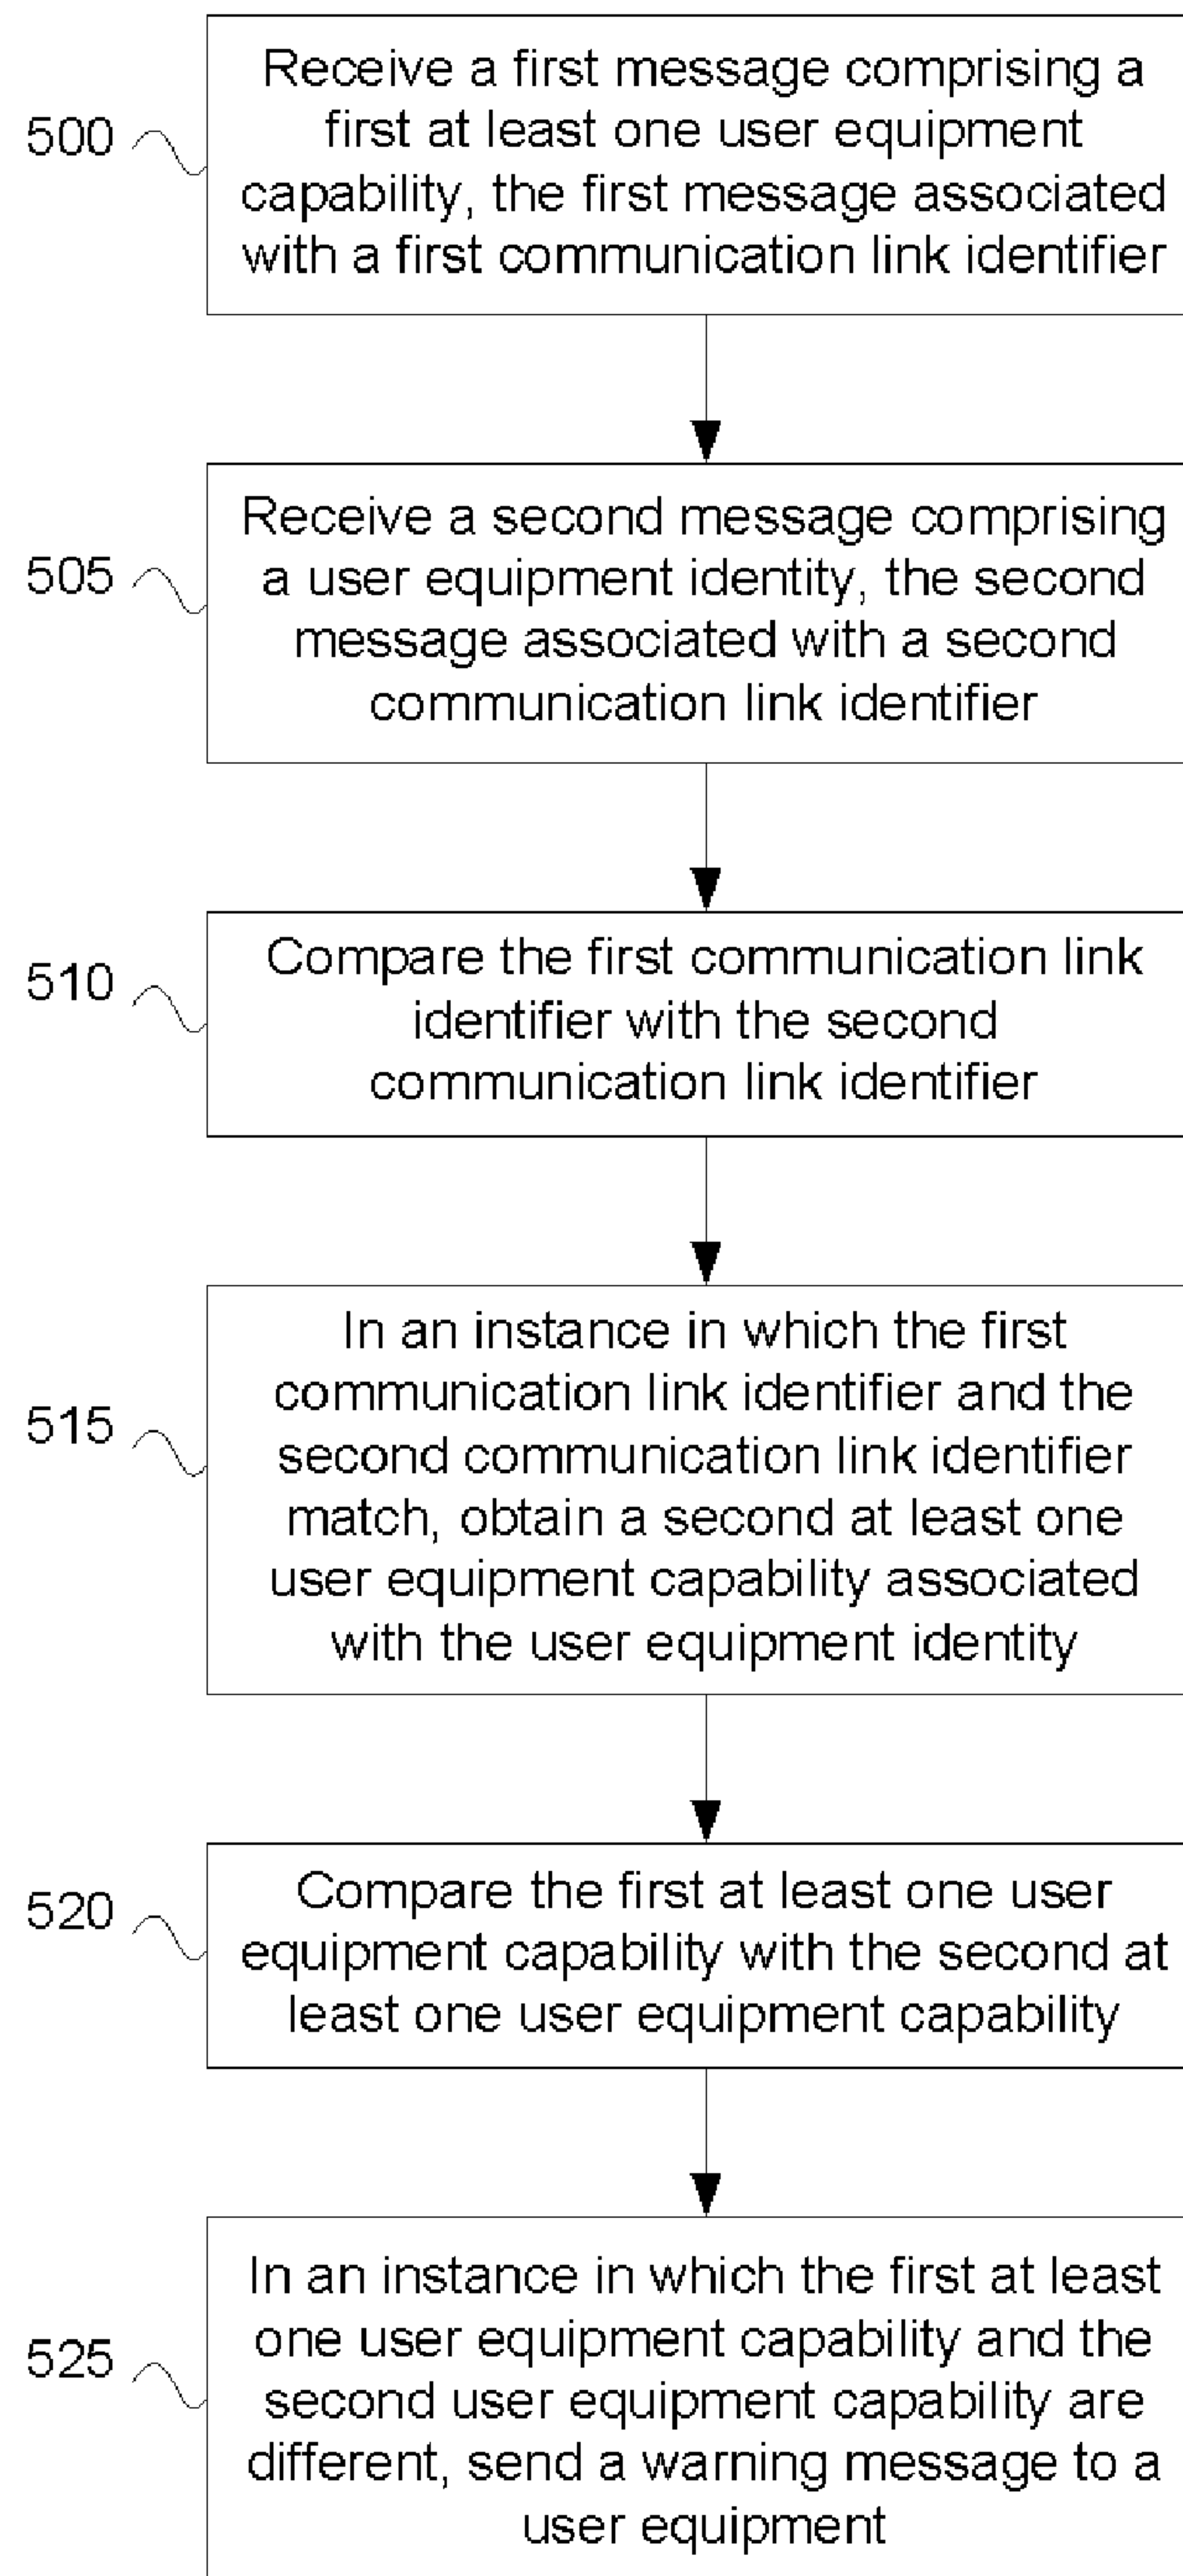 500
Receive a first message comprising a
first at least one user equipment
capability, the first message associated
with a first communication link identifier
505
Receive a second message comprising
a user equipment identity, the second
message associated with a second
communication link identifier
510
Compare the first communication link
identifier with the second
communication link identifier
515
In an instance in which the first
communication link identifier and the
second communication link identifier
match, obtain a second at least one
user equipment capability associated
with the user equipment identity
520
Compare the first at least one user
equipment capability with the second at
least one user equipment capability
525
In an instance in which the first at least
one user equipment capability and the
second user equipment capability are
different, send a warning message to a
user equipment